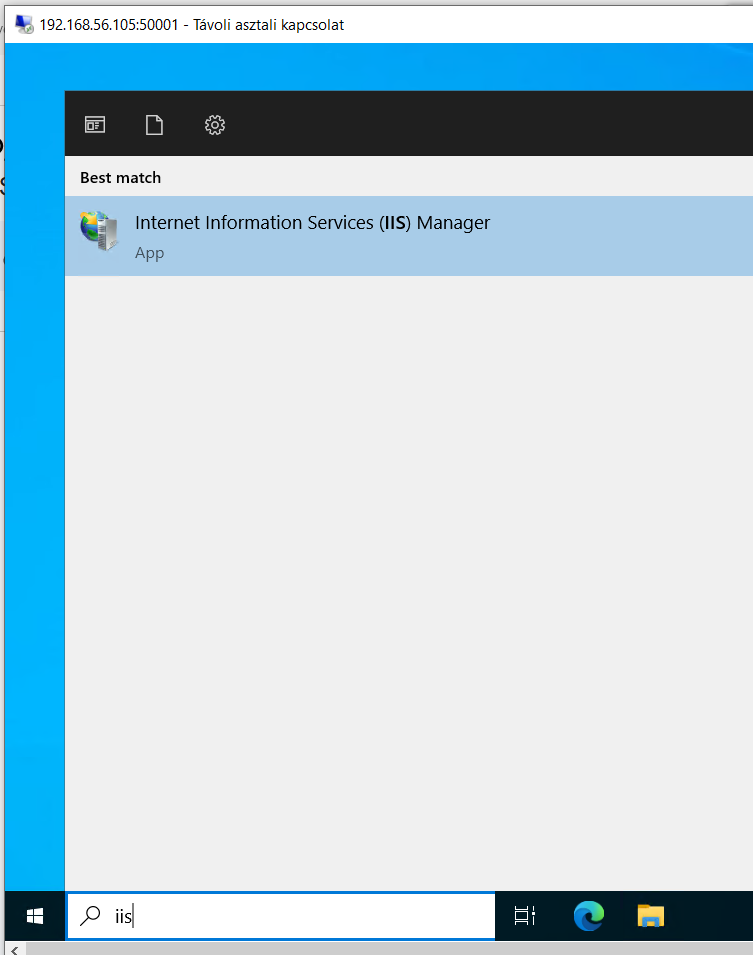 192.168.56.105:50001 - Távoli asztali kapcsolat
Best match
Internet Information Services (IIS) Manager
App
iis